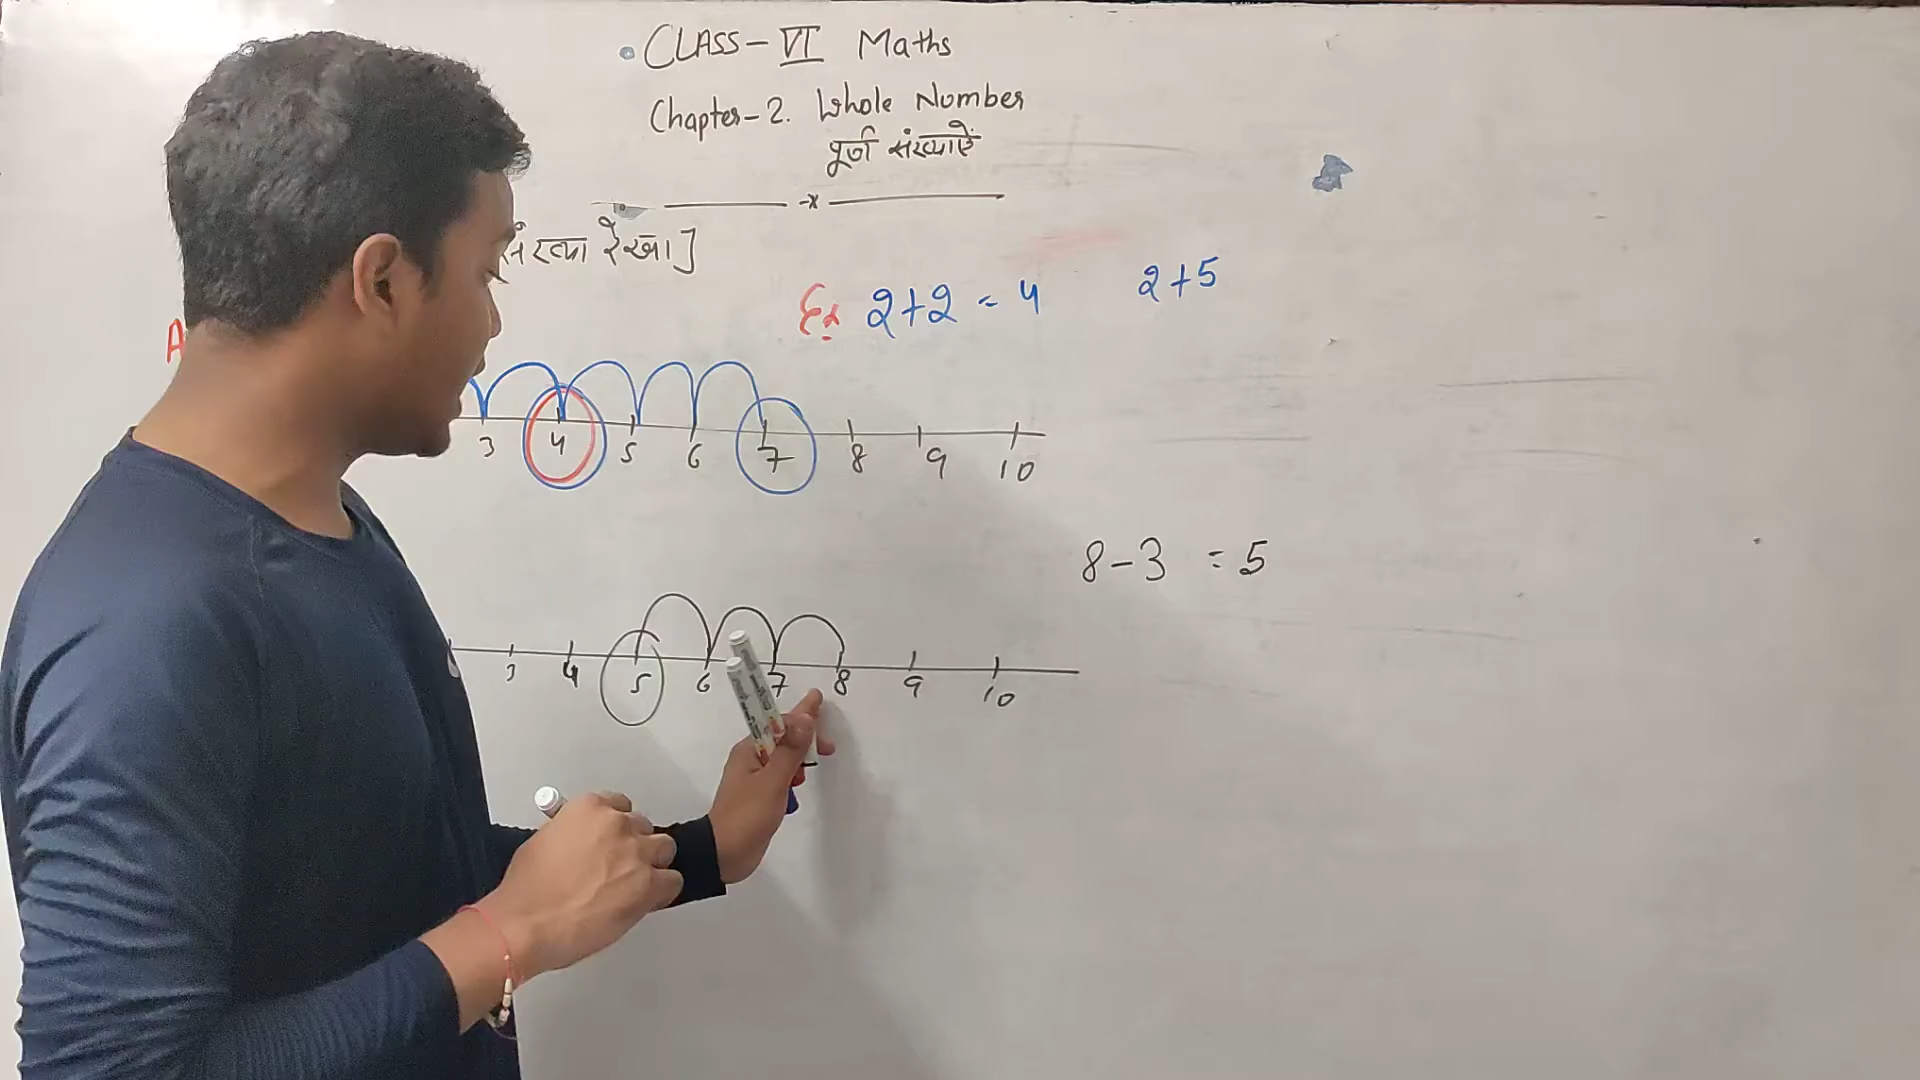 CLASS-VI Maths
Chapter-2. Whole Number
पूर्ण संख्याएँ
संख्या रेखा]
Ex 2+2 = 4 2+5
A
3 4 5 6 7 8 9 10
8-3 = 5
3 4 5 6 7 8 9 10